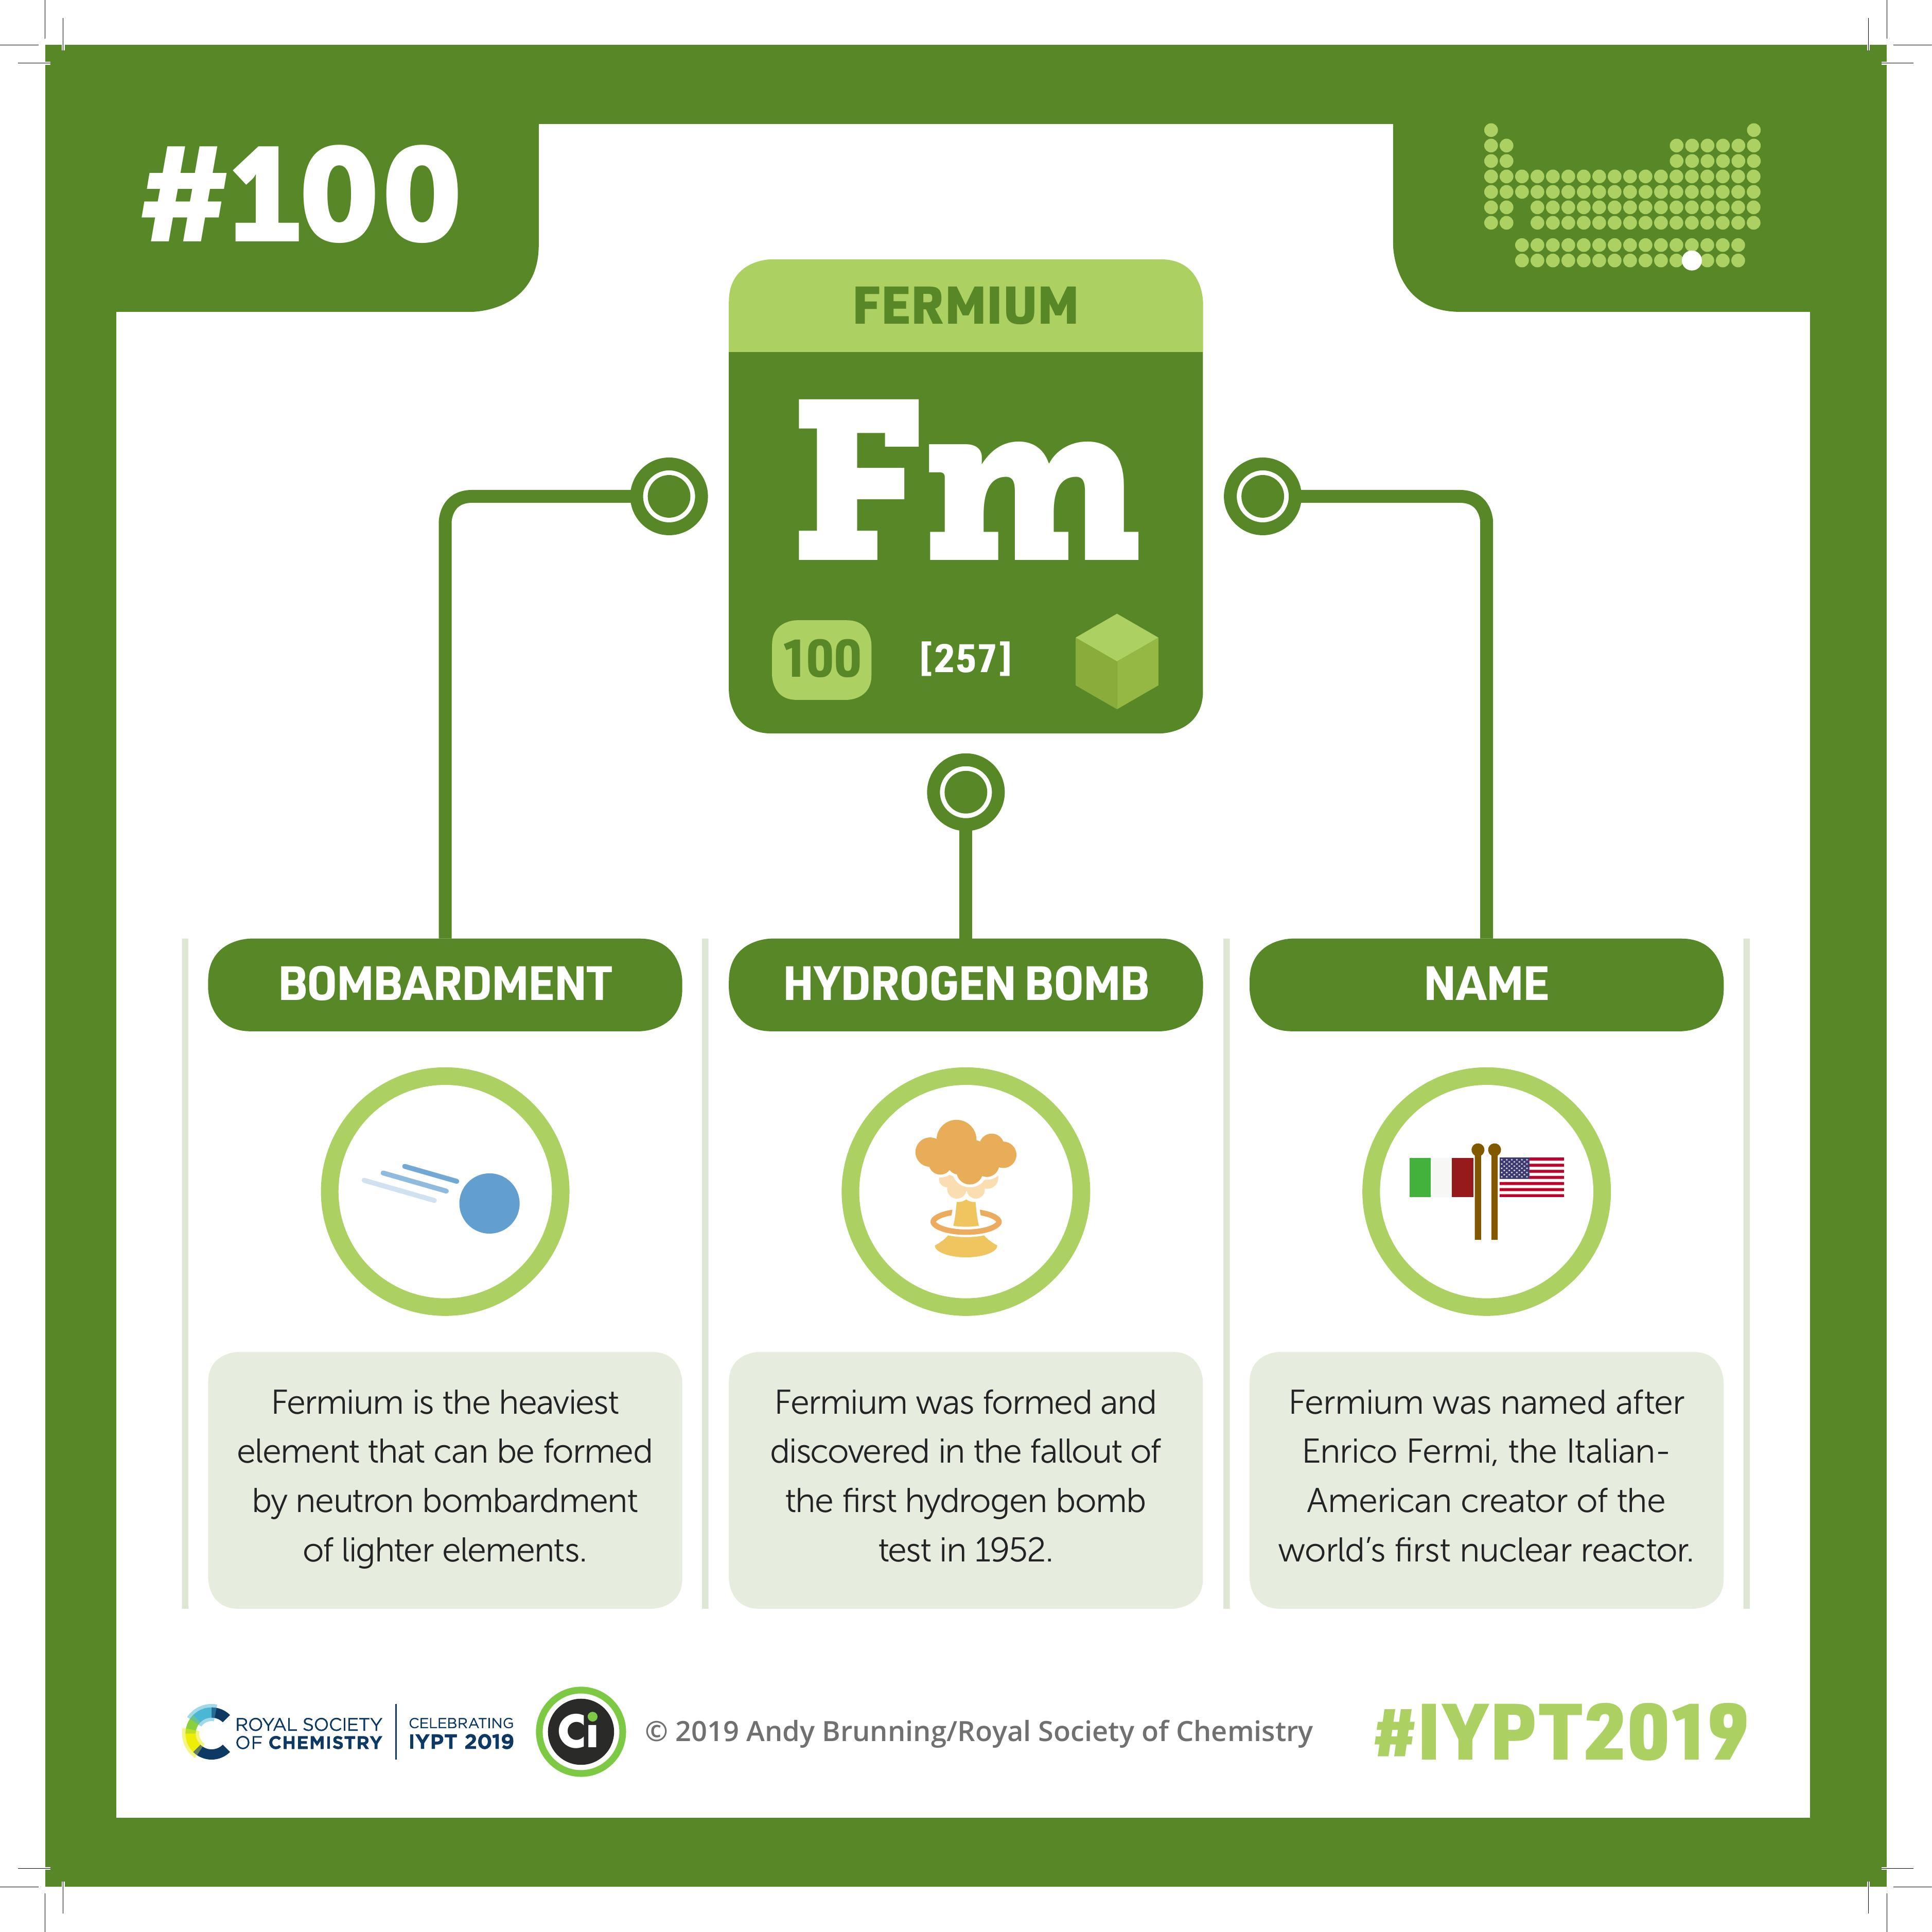 #100
FERMIUM
Fm
100
[257]
BOMBARDMENT
Fermium is the heaviest
element that can be formed
by neutron bombardment
of lighter elements.
HYDROGEN BOMB
Fermium was formed and
discovered in the fallout of
the first hydrogen bomb
test in 1952.
NAME
Fermium was named after
Enrico Fermi, the Italian-
American creator of the
world's first nuclear reactor.
ROYAL SOCIETY
OF CHEMISTRY
CELEBRATING
IYPT 2019
Ci
© 2019 Andy Brunning/Royal Society of Chemistry
#IYPT2019